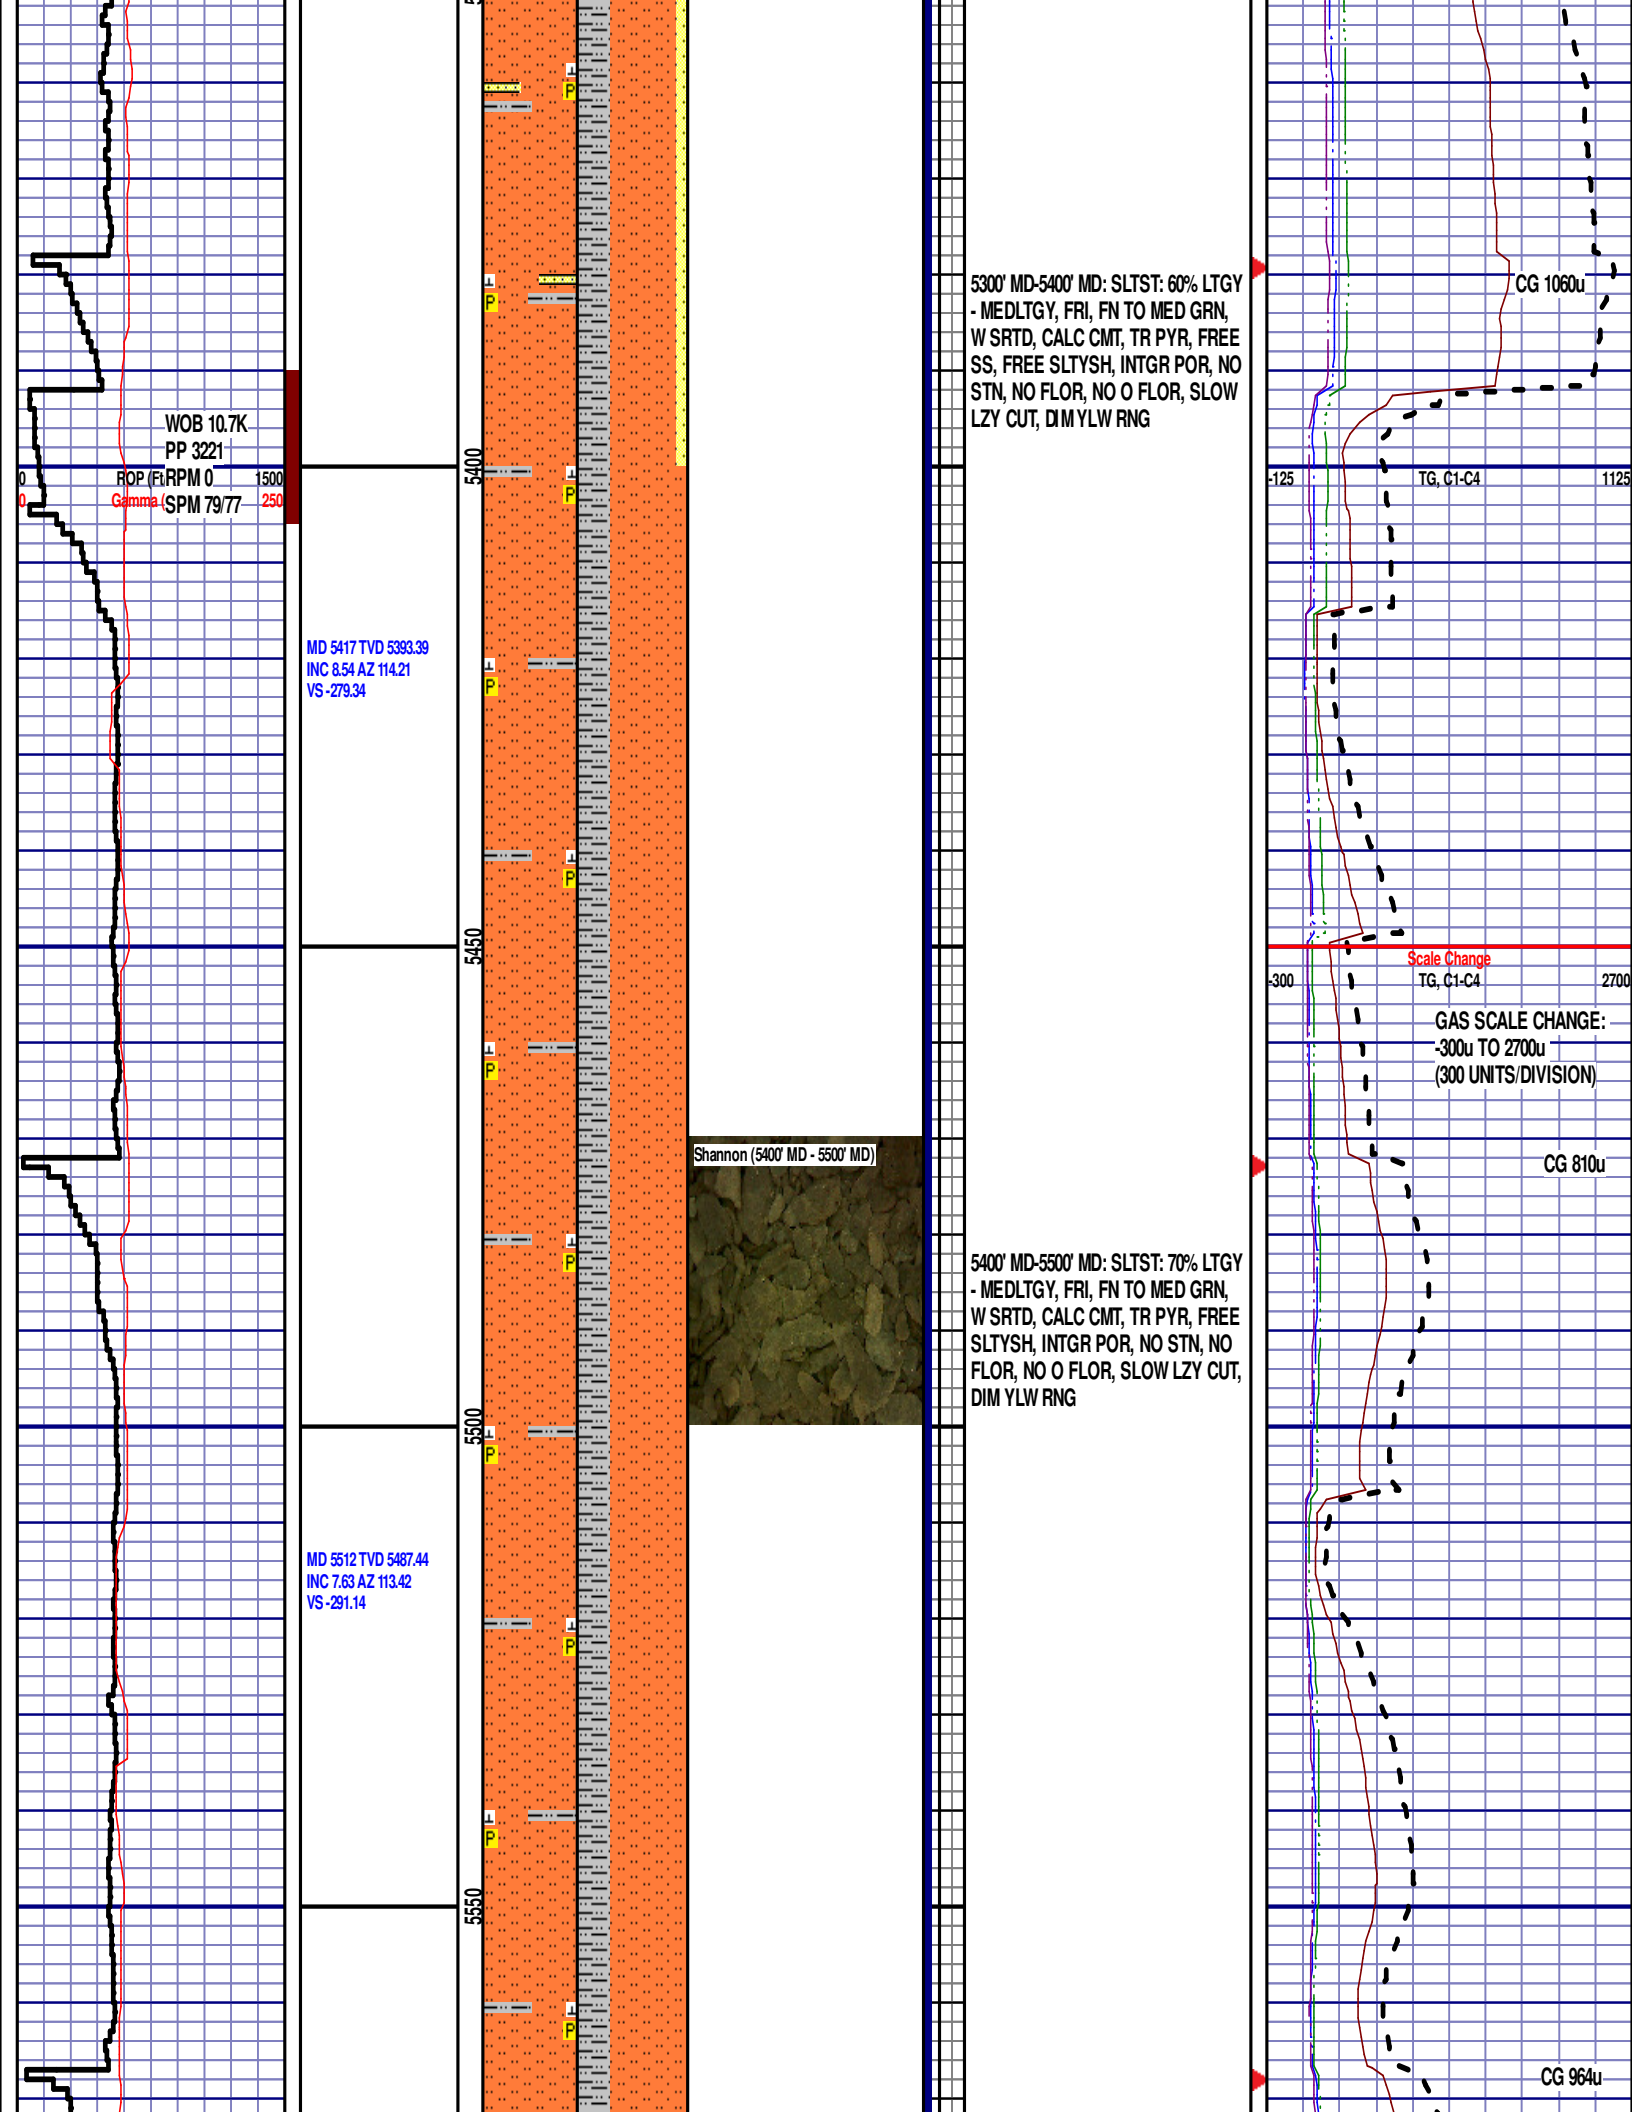 5300' MD-5400' MD: SLTST: 60% LTGY
- MEDLTGY, FRI, FN TO MED GRN,
W SRTD, CALC CMT, TR PYR, FREE
SS, FREE SLTYSH, INTGR POR, NO
STN, NO FLOR, NO O FLOR, SLOW
LZY CUT, DIM YLW RNG
CG 1060u
WOB 10.7K
PP 3221
RPM 0
SPM 79/77
0 ROP (Ft 1500
0 Gamma ( 250
5400
-125 TG, C1-C4 1125
MD 5417 TVD 5393.39
INC 8.54 AZ 114.21
VS -279.34
5450
Scale Change
-300 TG, C1-C4 2700
GAS SCALE CHANGE:
-300u TO 2700u
(300 UNITS/DIVISION)
Shannon (5400' MD - 5500' MD)
CG 810u
5400' MD-5500' MD: SLTST: 70% LTGY
- MEDLTGY, FRI, FN TO MED GRN,
W SRTD, CALC CMT, TR PYR, FREE
SLTYSH, INTGR POR, NO STN, NO
FLOR, NO O FLOR, SLOW LZY CUT,
DIM YLW RNG
5500
MD 5512 TVD 5487.44
INC 7.63 AZ 113.42
VS -291.14
5550
CG 964u
P
P
P
P
P
P
P
P
P
P
P